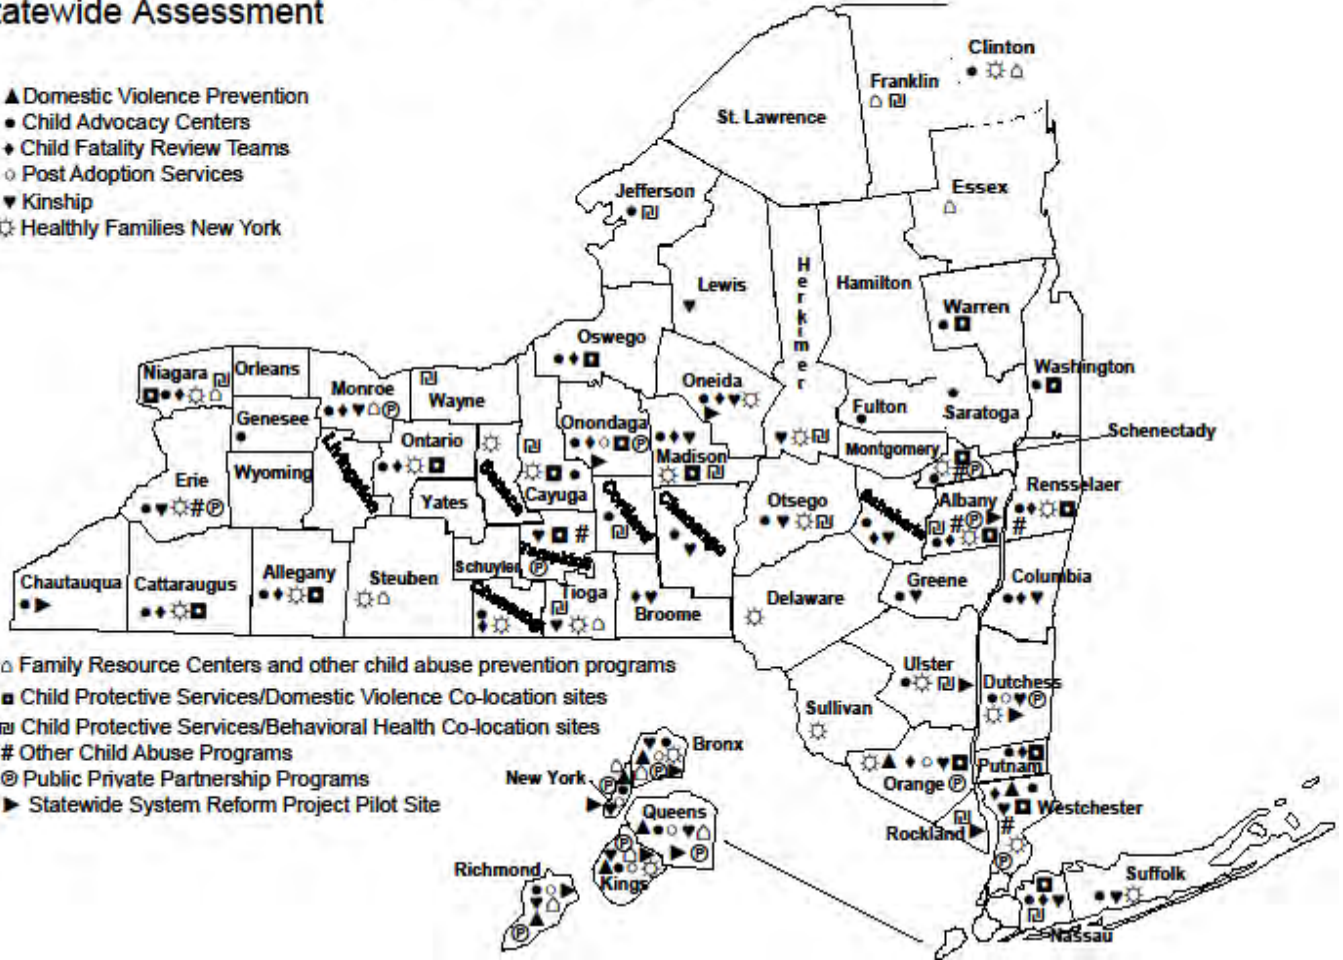 tatewide Assessment
▲Domestic Violence Prevention
● Child Advocacy Centers
♦ Child Fatality Review Teams
○ Post Adoption Services
♥ Kinship
☼ Healthly Families New York
Clinton
Franklin
St. Lawrence
Jefferson
Essex
Lewis
Herkimer
Hamilton
Warren
Oswego
Washington
Niagara
Orleans
Monroe
Wayne
Oneida
Fulton
Saratoga
Genesee
Onondaga
Schenectady
Ontario
Madison
Montgomery
Livingston
Erie
Wyoming
Yates
Cayuga
Otsego
Albany
Rensselaer
Schuyler
Chautauqua
Cattaraugus
Allegany
Steuben
Tioga
Broome
Delaware
Greene
Columbia
⌂ Family Resource Centers and other child abuse prevention programs
◘ Child Protective Services/Domestic Violence Co-location sites
₪ Child Protective Services/Behavioral Health Co-location sites
# Other Child Abuse Programs
Ⓟ Public Private Partnership Programs
► Statewide System Reform Project Pilot Site
Ulster
Dutchess
Sullivan
Bronx
Putnam
New York
Orange
Westchester
Queens
Rockland
Richmond
Kings
Suffolk
Nassau